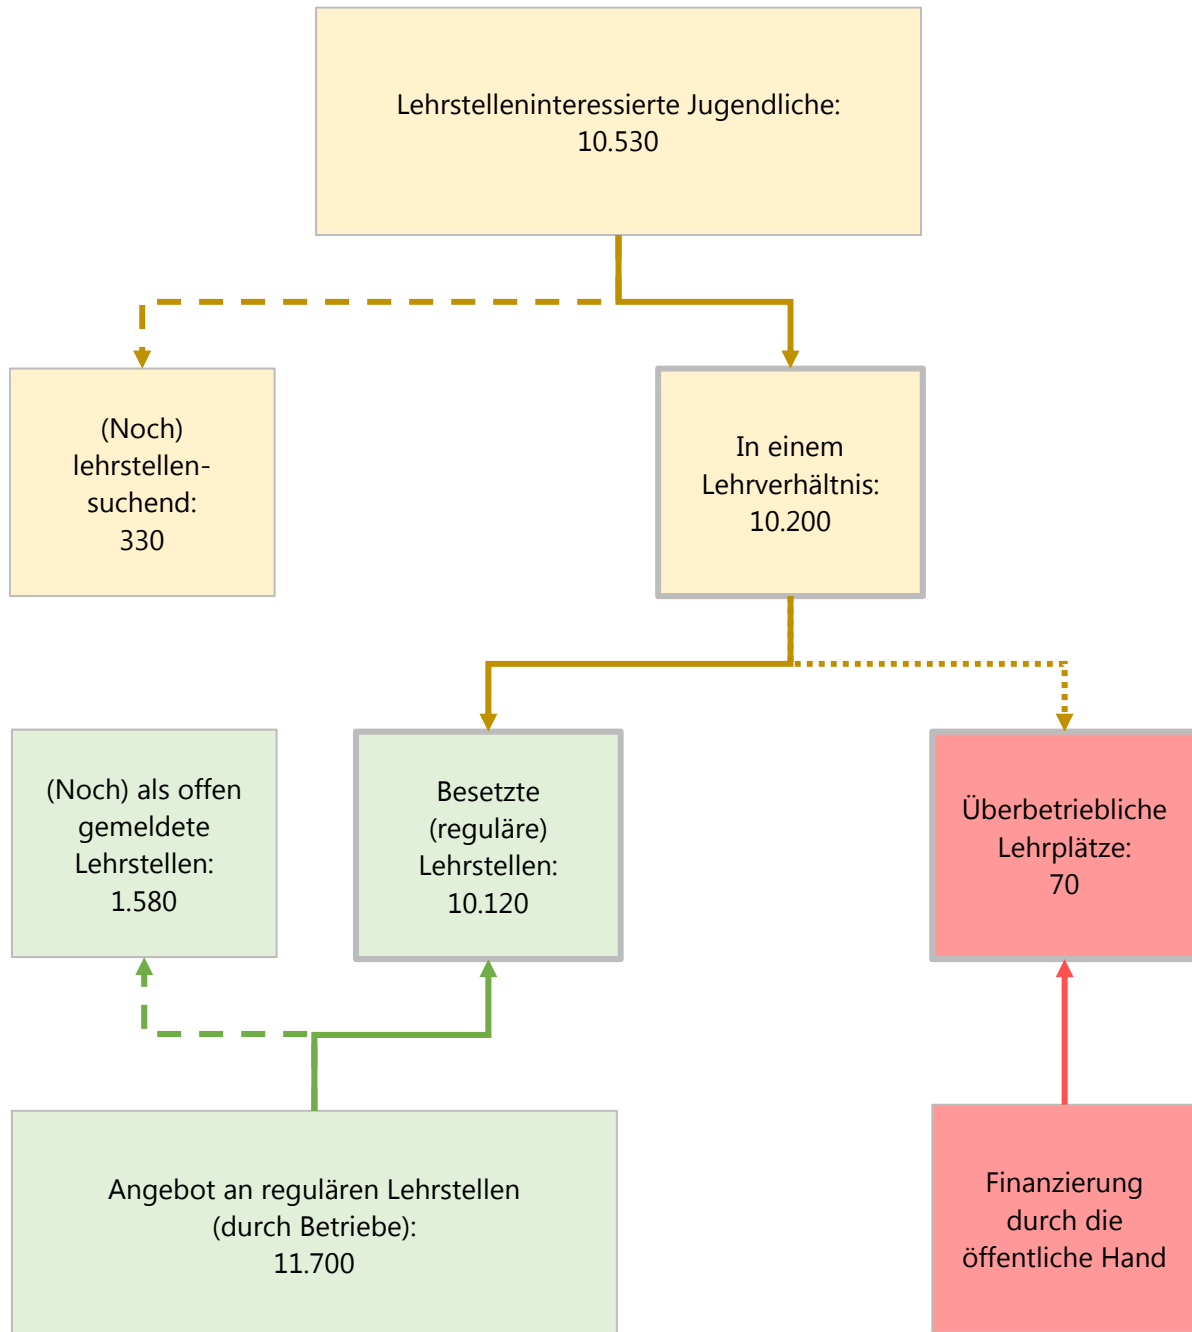 Lehrstelleninteressierte Jugendliche:
10.530
(Noch)
lehrstellen-
suchend:
330
In einem
Lehrverhältnis:
10.200
(Noch) als offen
gemeldete
Lehrstellen:
1.580
Besetzte
(reguläre)
Lehrstellen:
10.120
Überbetriebliche
Lehrplätze:
70
Angebot an regulären Lehrstellen
(durch Betriebe):
11.700
Finanzierung
durch die
öffentliche Hand